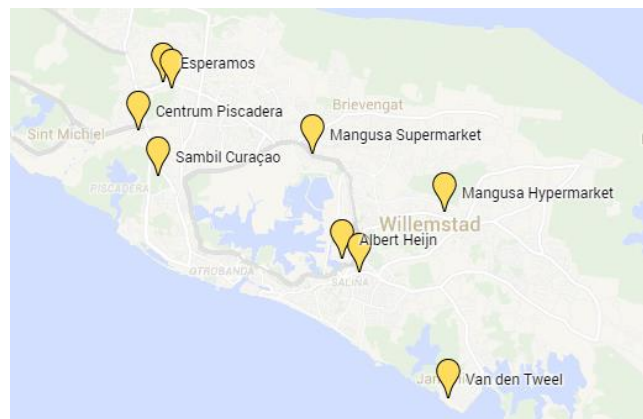 Esperamos
Centrum Piscadera
Brievengat
Sint Michiel
Mangusa Supermarket
Sambil Curaçao
PISCADERA
Mangusa Hypermarket
Willemstad
Albert Heijn
OTROBANDA
SALIÑA
Van den Tweel